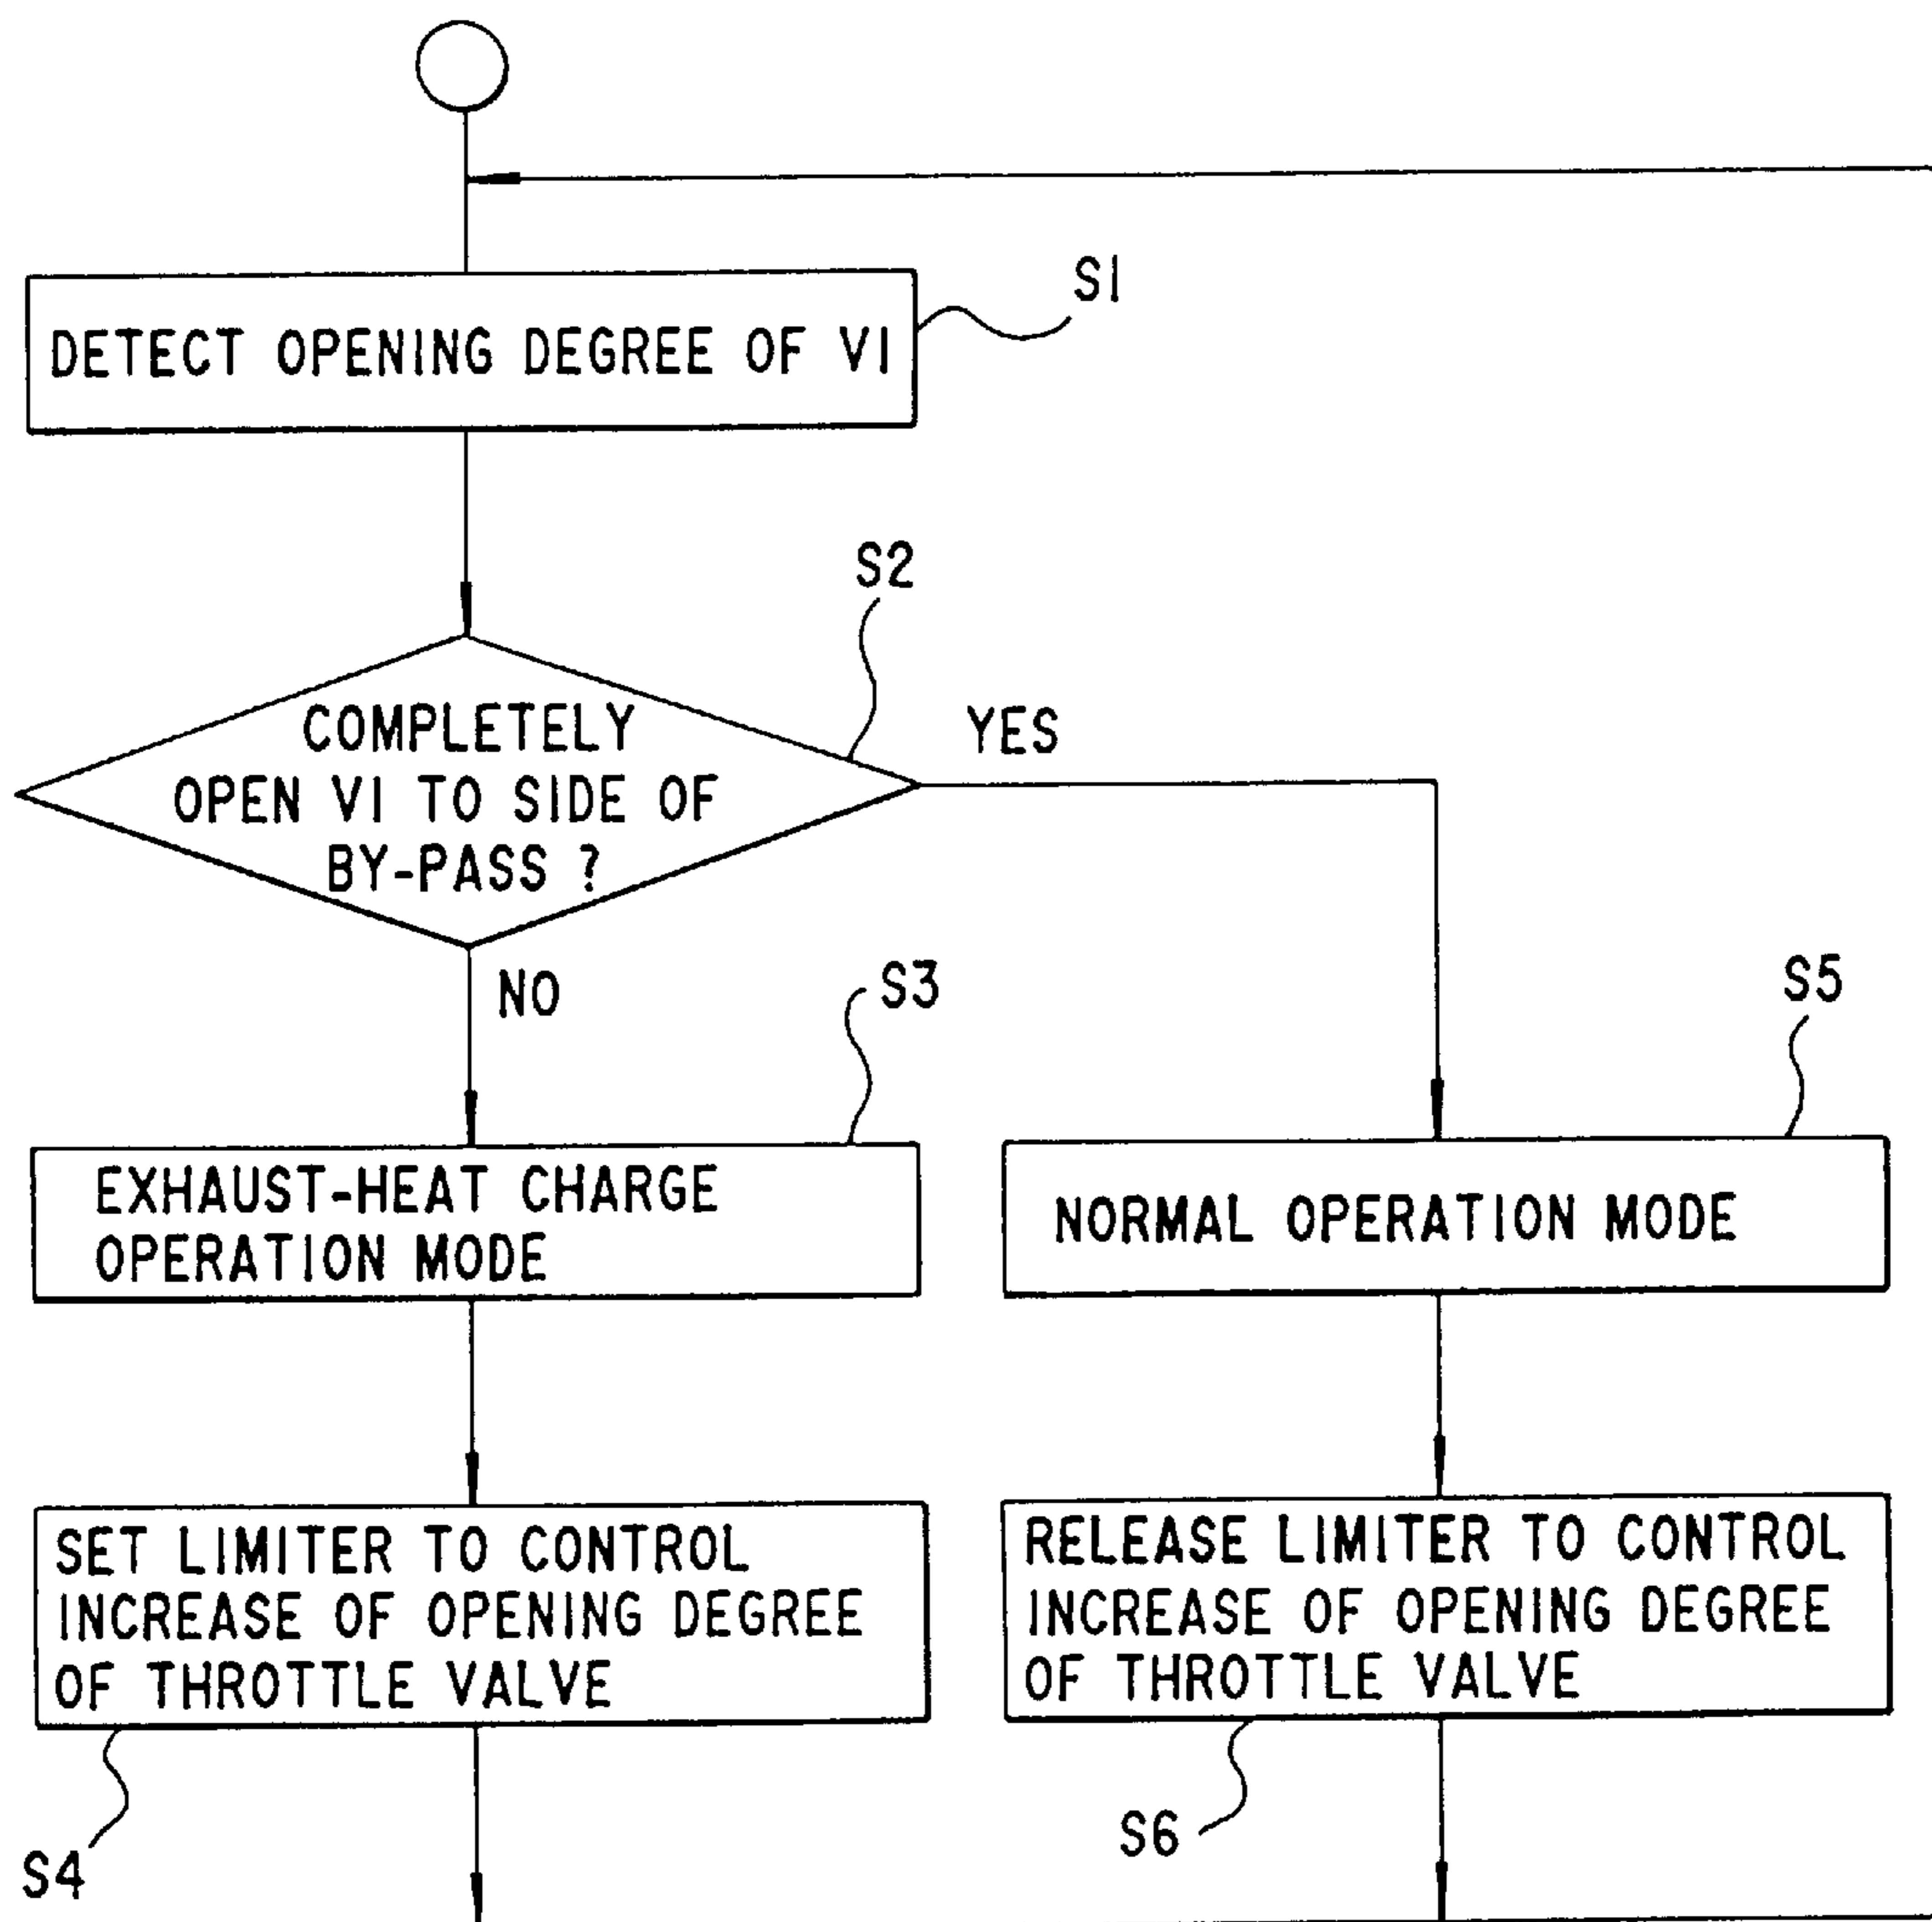 S1
DETECT OPENING DEGREE OF V1
S2
COMPLETELY
OPEN V1 TO SIDE OF
BY-PASS ?
YES
NO
S3
S5
EXHAUST-HEAT CHARGE
OPERATION MODE
NORMAL OPERATION MODE
SET LIMITER TO CONTROL
INCREASE OF OPENING DEGREE
OF THROTTLE VALVE
RELEASE LIMITER TO CONTROL
INCREASE OF OPENING DEGREE
OF THROTTLE VALVE
S4
S6